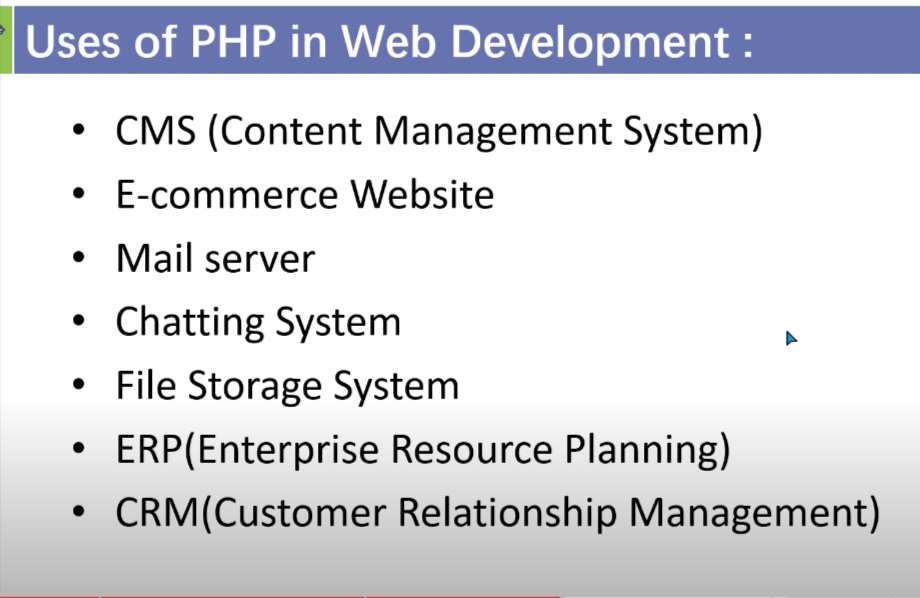 Uses of PHP in Web Development :
• CMS (Content Management System)
• E-commerce Website
• Mail server
• Chatting System
• File Storage System
• ERP(Enterprise Resource Planning)
• CRM(Customer Relationship Management)